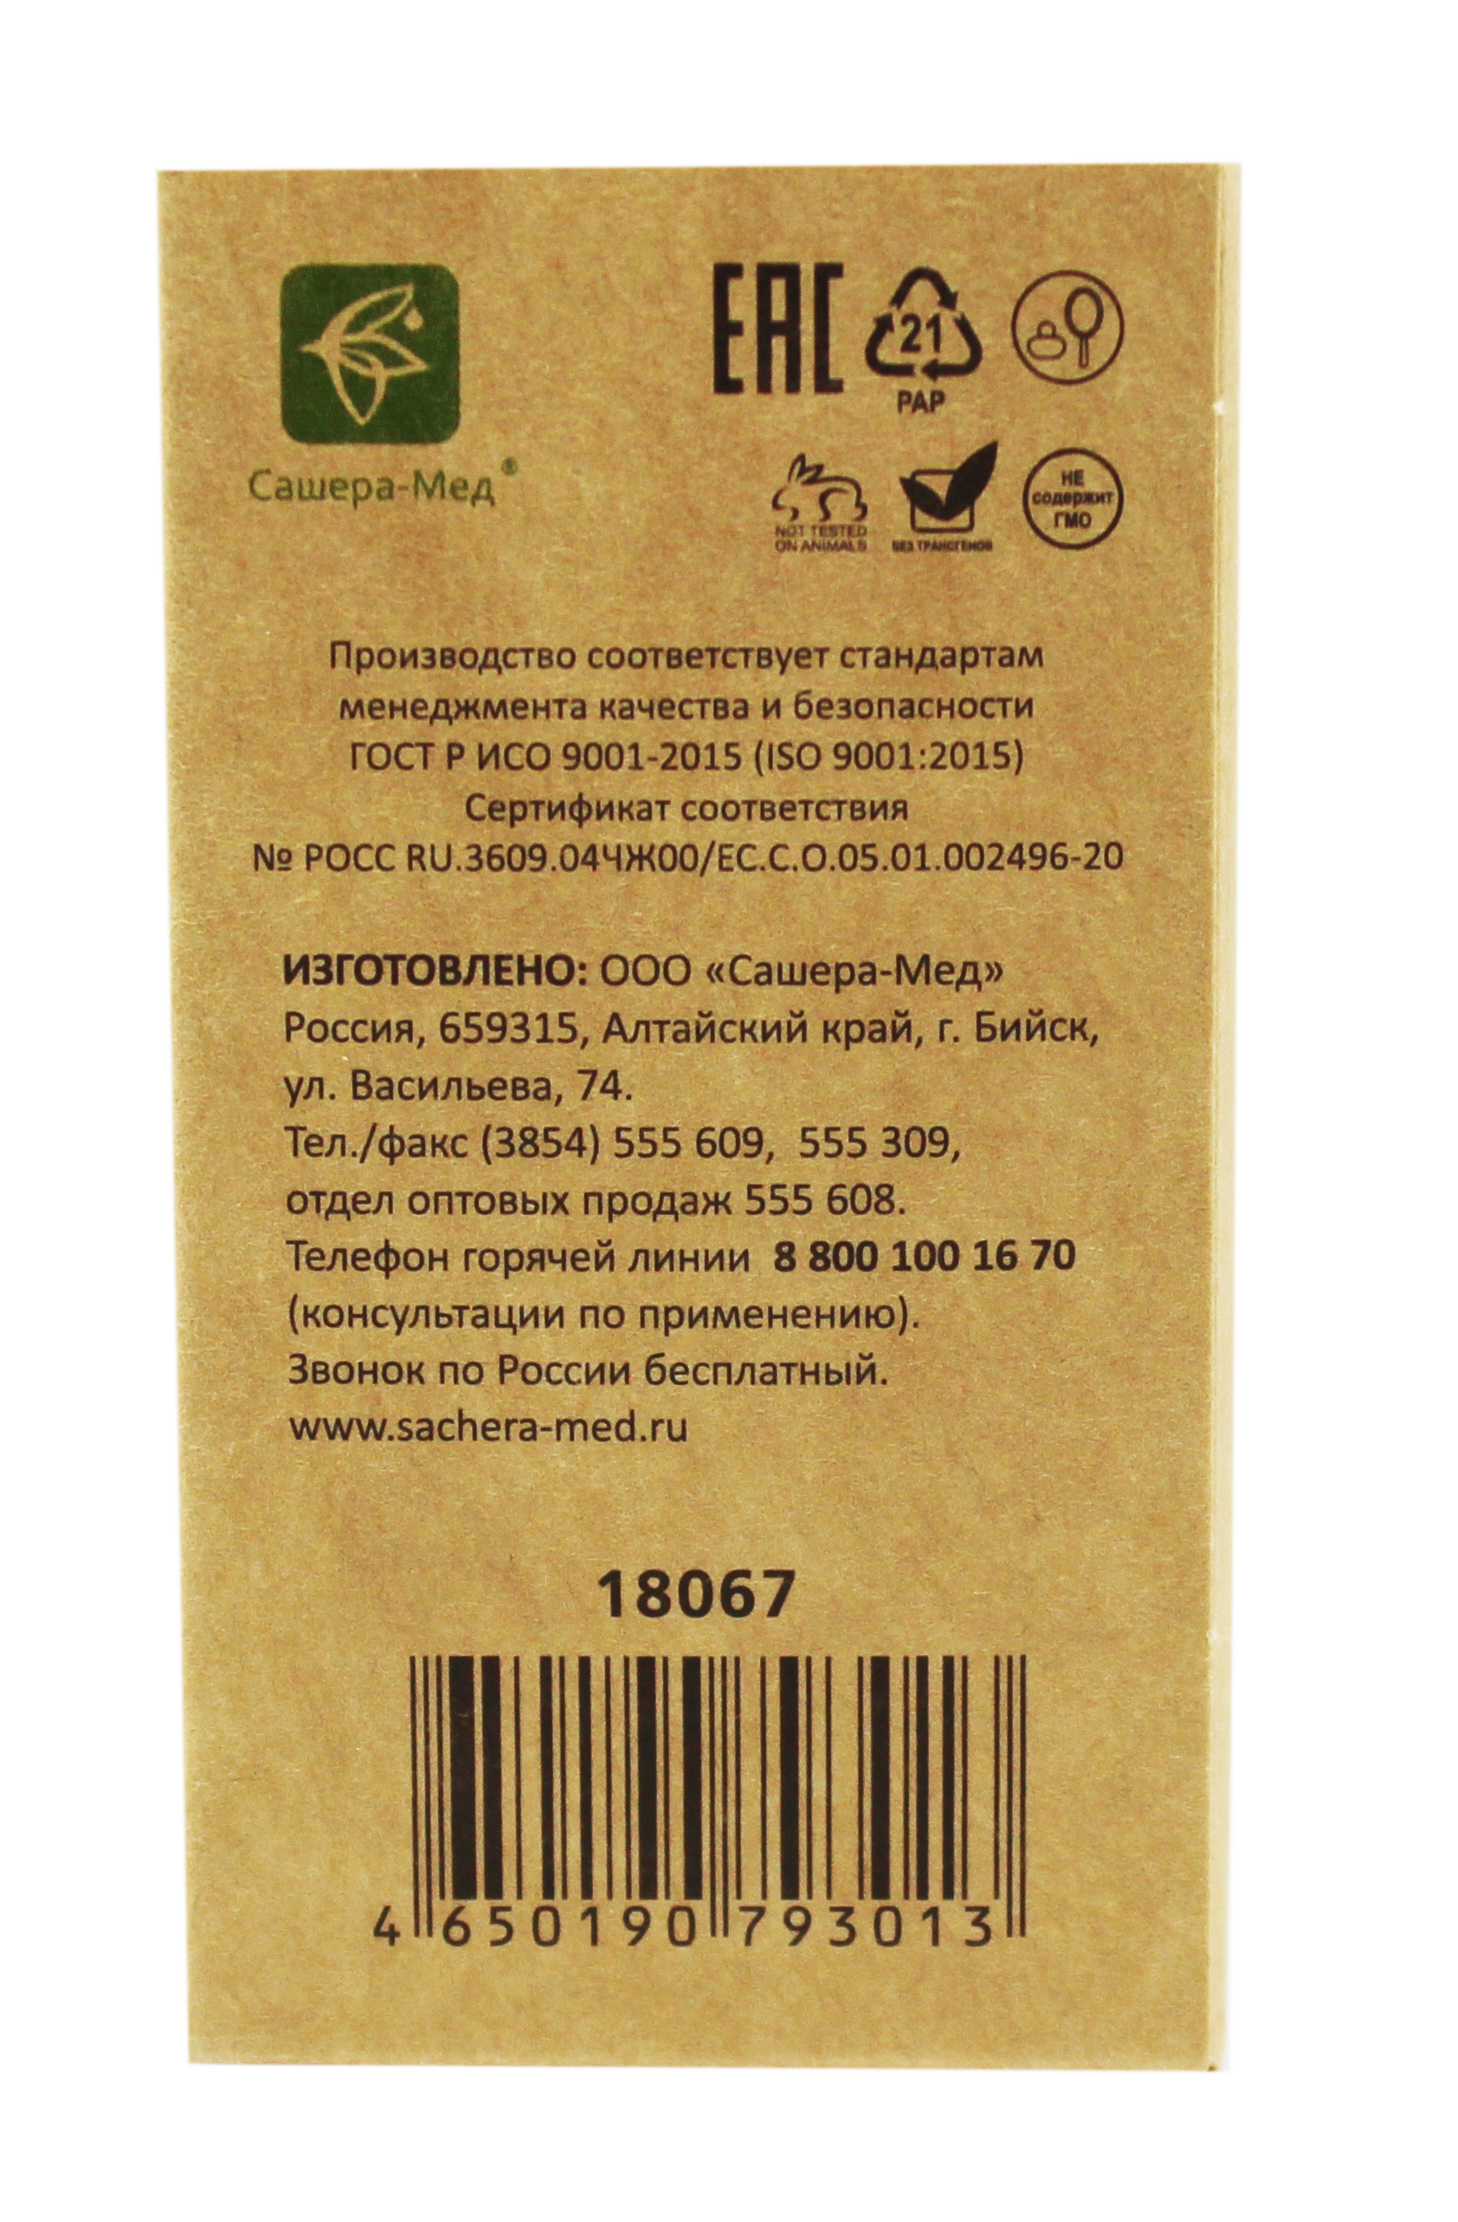 Сашера-Мед®
EAC
21
PAP
NOT TESTED
ON ANIMALS
БЕЗ ТРАНСГЕНОВ
НЕ
содержит
ГМО
Производство соответствует стандартам
менеджмента качества и безопасности
ГОСТ Р ИСО 9001-2015 (ISO 9001:2015)
Сертификат соответствия
№ РОСС RU.3609.04ЧЖ00/ЕС.С.О.05.01.002496-20
ИЗГОТОВЛЕНО: ООО «Сашера-Мед»
Россия, 659315, Алтайский край, г. Бийск,
ул. Васильева, 74.
Тел./факс (3854) 555 609, 555 309,
отдел оптовых продаж 555 608.
Телефон горячей линии 8 800 100 16 70
(консультации по применению).
Звонок по России бесплатный.
www.sachera-med.ru
18067
4 650190 793013